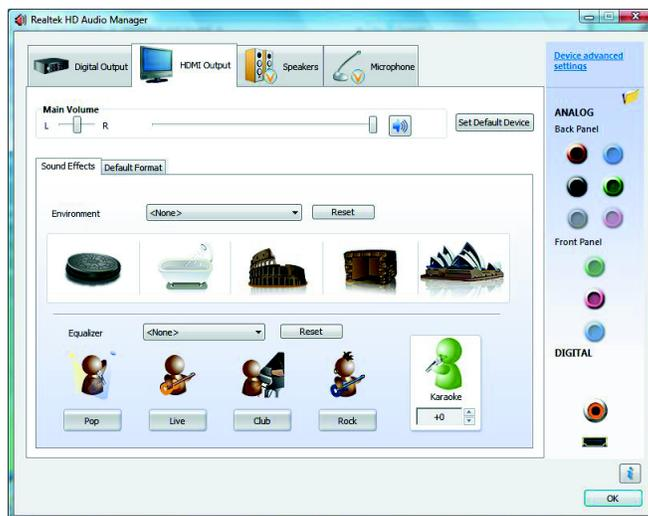 Realtek HD Audio Manager
Digital Output
HDMI Output
Speakers
Microphone
Device advanced
settings
Main Volume
L
R
Set Default Device
ANALOG
Back Panel
Sound Effects
Default Format
Environment
<None>
Reset
Front Panel
Equalizer
<None>
Reset
DIGITAL
Karaoke
Pop
Live
Club
Rock
+0
OK